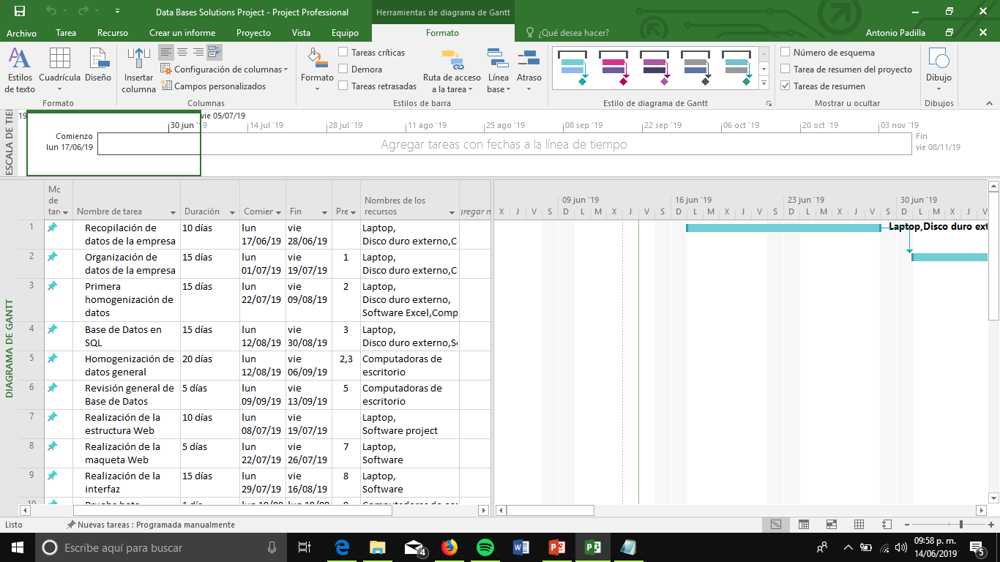 Data Bases Solutions Project - Project Professional
Herramientas de diagrama de Gantt
Archivo Tarea Recurso Crear un informe Proyecto Vista Equipo Formato ¿Qué desea hacer? Antonio Padilla
Estilos de texto
Cuadrícula
Diseño
Formato
Insertar columna
Configuración de columnas
Campos personalizados
Columnas
Formato
Tareas críticas
Demora
Tareas retrasadas
Ruta de acceso a la tarea
Línea base
Atraso
Estilos de barra
Estilo de diagrama de Gantt
Número de esquema
Tarea de resumen del proyecto
Tareas de resumen
Mostrar u ocultar
Dibujo
Dibujos
ESCALA DE TIE
19 vie 05/07/19
30 jun '19 14 jul '19 28 jul '19 11 ago '19 25 ago '19 08 sep '19 22 sep '19 06 oct '19 20 oct '19 03 nov '19
Comienzo
lun 17/06/19
Agregar tareas con fechas a la línea de tiempo
Fin
vie 08/11/19
DIAGRAMA DE GANTT
Mc de tare Nombre de tarea Duración Comier Fin Pre Nombres de los recursos gregar n
1 Recopilación de datos de la empresa 10 días lun 17/06/19 vie 28/06/19 Laptop, Disco duro externo,C
2 Organización de datos de la empresa 15 días lun 01/07/19 vie 19/07/19 1 Laptop, Disco duro externo,C
3 Primera homogenización de datos 15 días lun 22/07/19 vie 09/08/19 2 Laptop, Disco duro externo, Software Excel,Comp
4 Base de Datos en SQL 15 días lun 12/08/19 vie 30/08/19 3 Laptop, Disco duro externo,So
5 Homogenización de datos general 20 días lun 12/08/19 vie 06/09/19 2,3 Computadoras de escritorio
6 Revisión general de Base de Datos 5 días lun 09/09/19 vie 13/09/19 5 Computadoras de escritorio
7 Realización de la estructura Web 10 días lun 08/07/19 vie 19/07/19 Laptop, Software project
8 Realización de la maqueta Web 5 días lun 22/07/19 vie 26/07/19 7 Laptop, Software
9 Realización de la interfaz 15 días lun 29/07/19 vie 16/08/19 8 Laptop, Software
09 jun '19 16 jun '19 23 jun '19 30 jun '19
X J V S D L M X J V S D L M X J V S D L M X J V S D L M X J V
Laptop,Disco duro ext
Listo Nuevas tareas : Programada manualmente
Escribe aquí para buscar
4
09:58 p. m.
14/06/2019
5